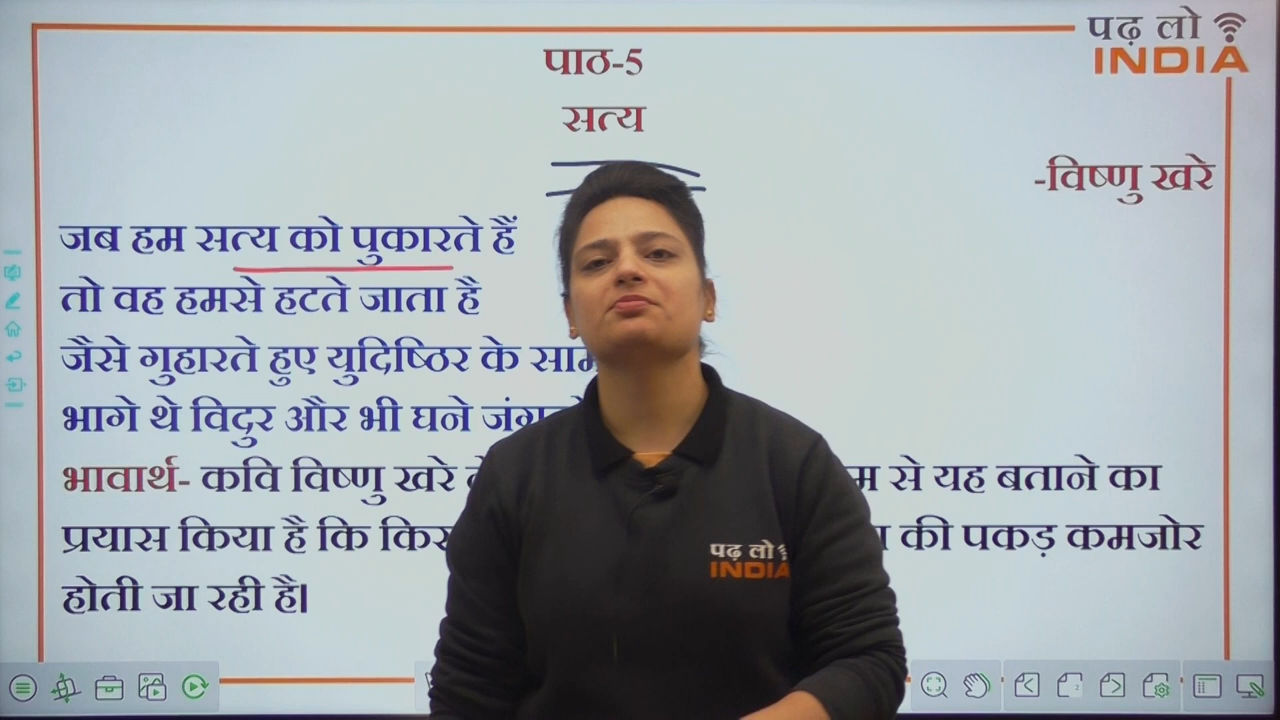 पढ़ लो
INDIA
पाठ-5
सत्य
-विष्णु खरे
जब हम सत्य को पुकारते हैं
तो वह हमसे हटते जाता है
जैसे गुहारते हुए युदिष्ठिर के
भागे थे विदुर और भी घने
भावार्थ- कवि विष्णु खरे से यह बताने का
प्रयास किया है कि की पकड़ कमजोर
होती जा रही है।
पढ़ लो
INDIA